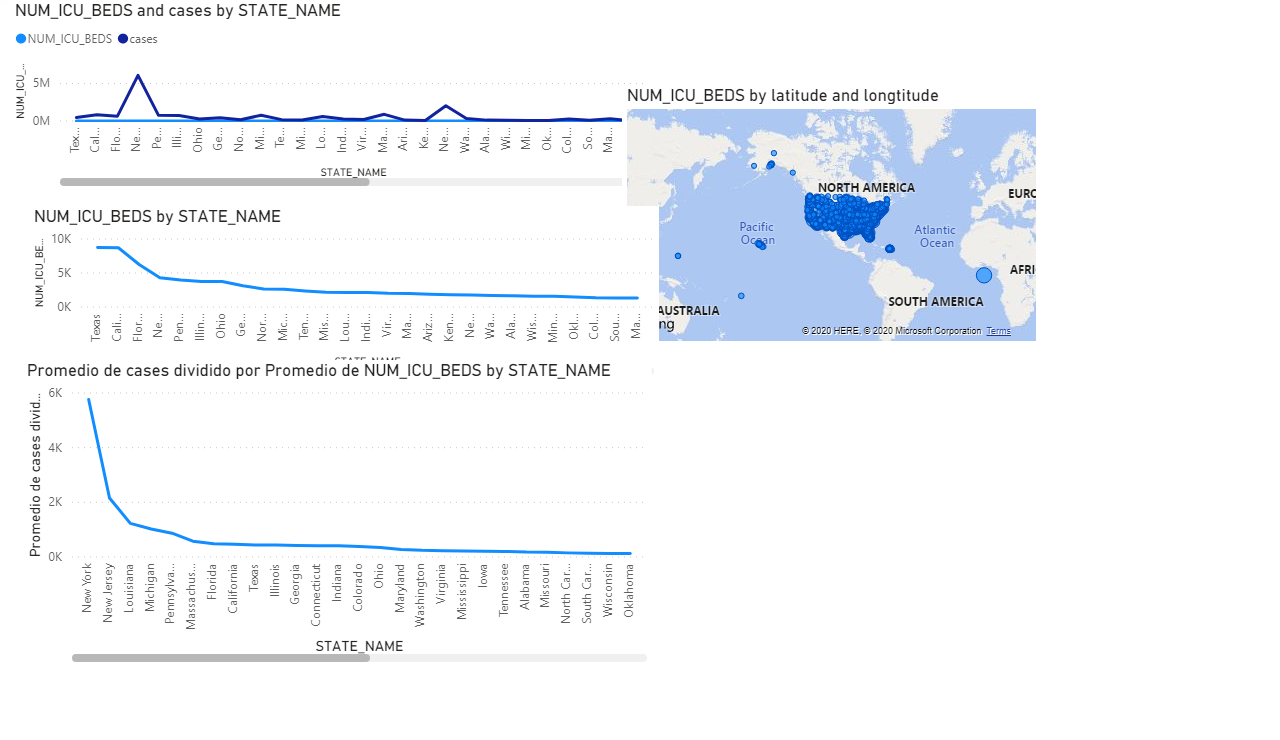 NUM_ICU_BEDS and cases by STATE_NAME
NUM_ICU_BEDS cases
NUM_ICU_...
5M
0M
Tex... Cal... Flo... Ne... Pe... Illi... Ohio Ge... No... Mi... Te... Mi... Lo... Ind... Vir... Ma... Ari... Ke... Ne... Wa... Ala... Wi... Mi... Ok... Col... So... Ma...
STATE_NAME
NUM_ICU_BEDS by latitude and longtitude
NORTH AMERICA
EURC
Pacific
Ocean
Atlantic
Ocean
AFRI
SOUTH AMERICA
AUSTRALIA
ng
© 2020 HERE, © 2020 Microsoft Corporation Terms
NUM_ICU_BEDS by STATE_NAME
NUM_ICU_BE...
10K
5K
0K
Texas Cali... Flor... Ne... Pen... Illin... Ohio Ge... Nor... Mic... Ten... Mis... Lou... Indi... Vir... Ma... Ariz... Ken... Ne... Wa... Ala... Wis... Min... Okl... Col... Sou... Ma...
STATE_NAME
Promedio de cases dividido por Promedio de NUM_ICU_BEDS by STATE_NAME
Promedio de cases divid...
6K
4K
2K
0K
New York New Jersey Louisiana Michigan Pennsylva... Massachus... Florida California Texas Illinois Georgia Connecticut Indiana Colorado Ohio Maryland Washington Virginia Mississippi Iowa Tennessee Alabama Missouri North Car... South Car... Wisconsin Oklahoma
STATE_NAME